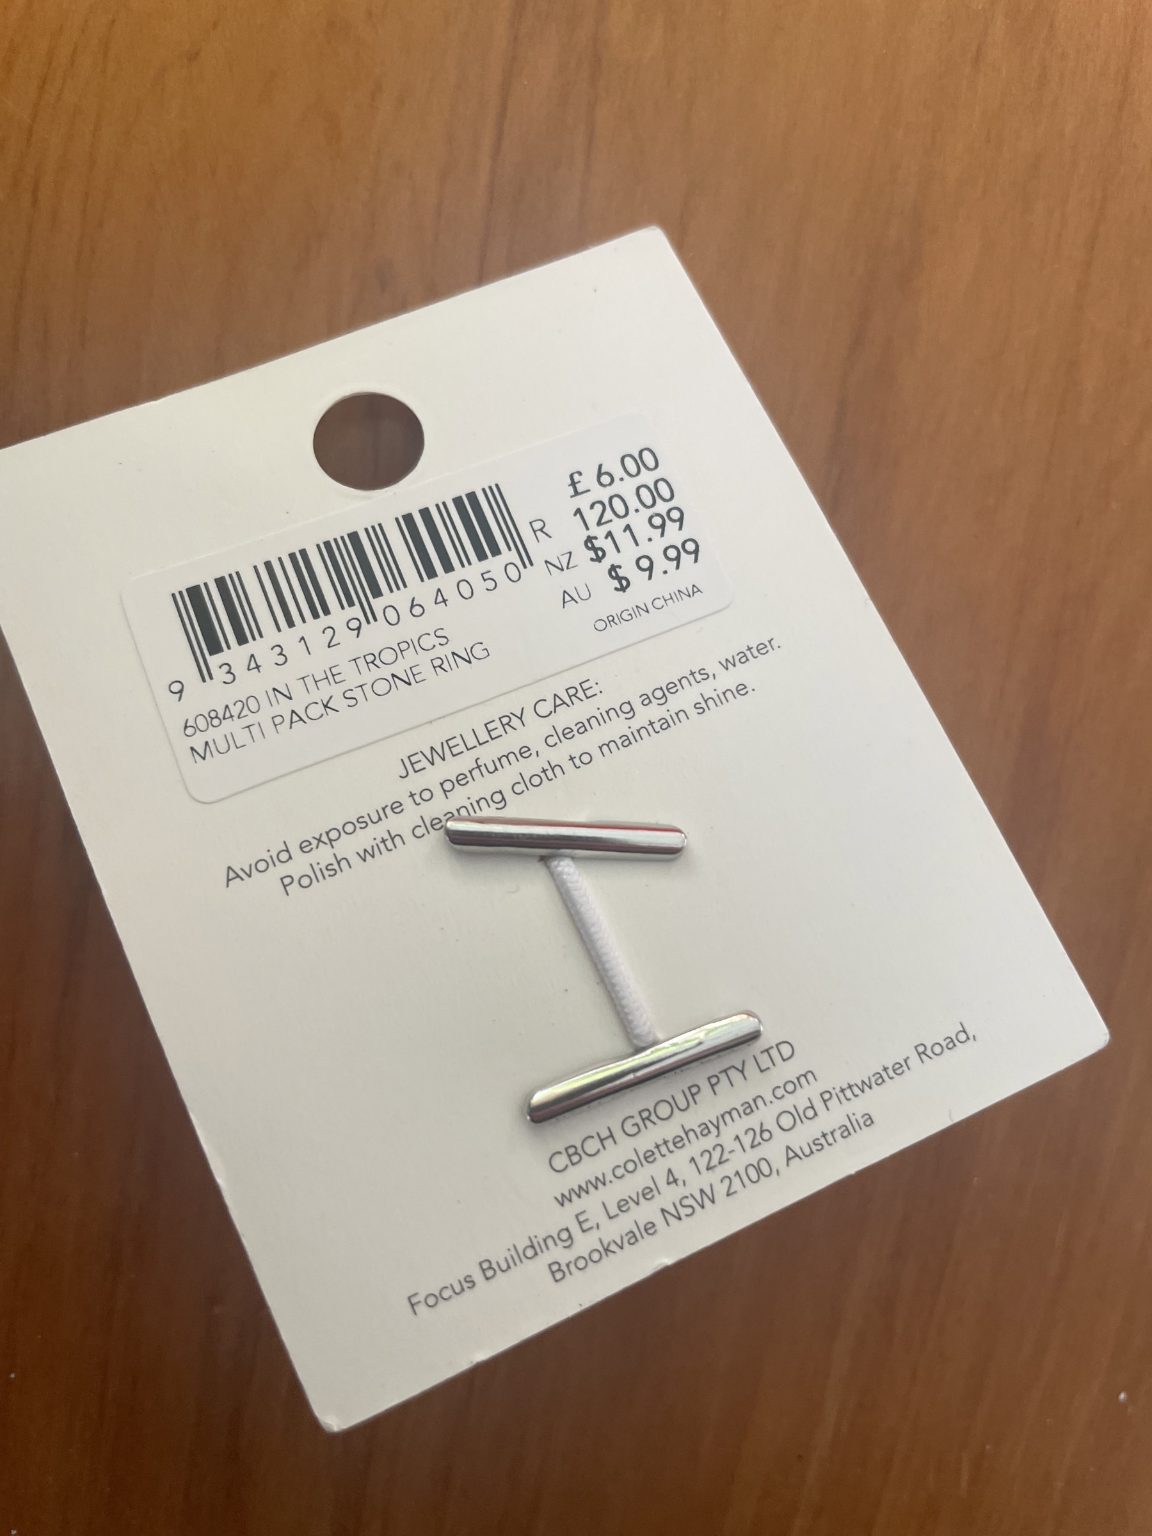 £ 6.00
R 120.00
NZ $11.99
AU $ 9.99
ORIGIN CHINA
9 343129 064050
608420 IN THE TROPICS
MULTI PACK STONE RING
JEWELLERY CARE:
Avoid exposure to perfume, cleaning agents, water.
Polish with cleaning cloth to maintain shine.
CBCH GROUP PTY LTD
www.colettehayman.com
Focus Building E, Level 4, 122-126 Old Pittwater Road,
Brookvale NSW 2100, Australia